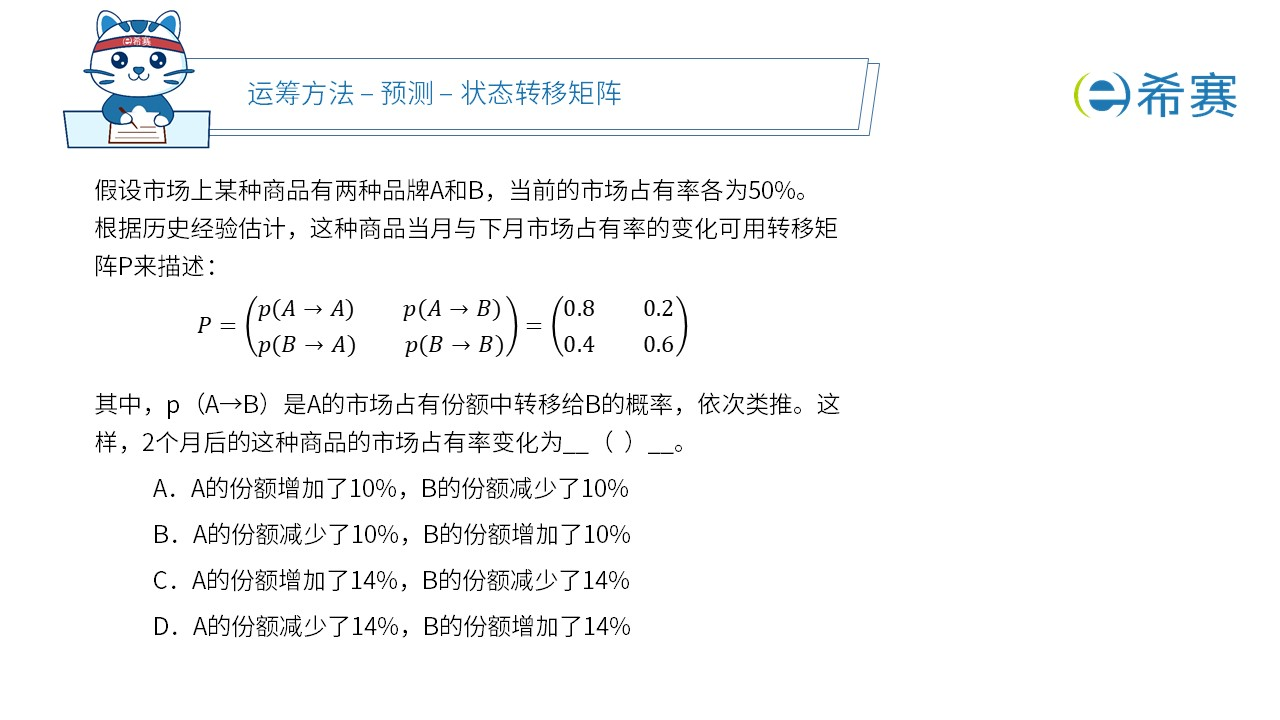 希赛
运筹方法 – 预测 – 状态转移矩阵
希赛
假设市场上某种商品有两种品牌A和B，当前的市场占有率各为50%。
根据历史经验估计，这种商品当月与下月市场占有率的变化可用转移矩
阵P来描述：
P = (p(A → A) p(A → B)) = (0.8 0.2)
(p(B → A) p(B → B)) (0.4 0.6)
其中，p（A→B）是A的市场占有份额中转移给B的概率，依次类推。这
样，2个月后的这种商品的市场占有率变化为__（ ）__。
A．A的份额增加了10%，B的份额减少了10%
B．A的份额减少了10%，B的份额增加了10%
C．A的份额增加了14%，B的份额减少了14%
D．A的份额减少了14%，B的份额增加了14%